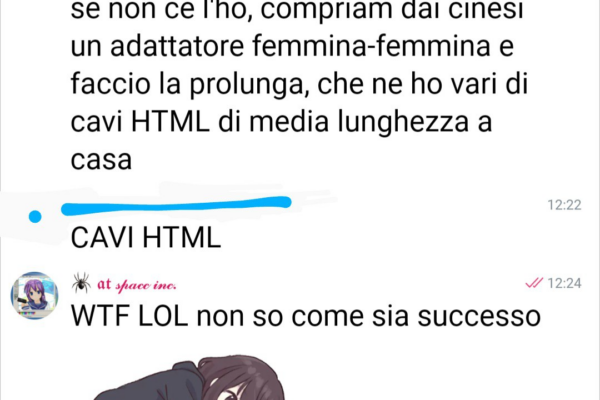 se non ce l'ho, compriam dai cinesi
un adattatore femmina-femmina e
faccio la prolunga, che ne ho vari di
cavi HTML di media lunghezza a
casa
12:22
CAVI HTML
🕷 at space inc.
12:24
WTF LOL non so come sia successo